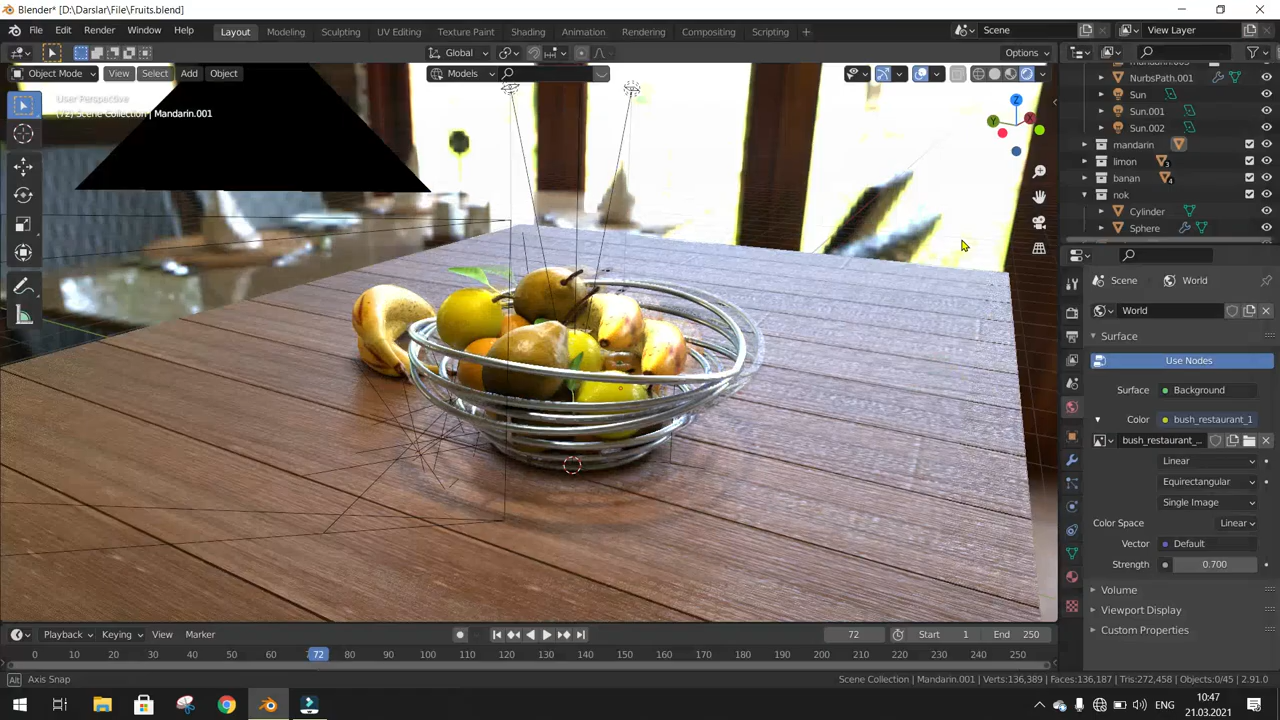 Blender* [D:\Darslar\File\Fruits.blend]
File Edit Render Window Help Layout Modeling Sculpting UV Editing Texture Paint Shading Animation Rendering Compositing Scripting + Scene View Layer
Global Options
Object Mode View Select Add Object Models
User Perspective
(72) Scene Collection | Mandarin.001
Z
Y
X
NurbsPath.001
Sun
Sun.001
Sun.002
mandarin
limon 3
banan 4
nok
Cylinder
Sphere
Scene World
World
Surface
Use Nodes
Surface Background
Color bush_restaurant_1
bush_restaurant_...
Linear
Equirectangular
Single Image
Color Space Linear
Vector Default
Strength 0.700
Volume
Viewport Display
Custom Properties
Playback Keying View Marker 72 Start 1 End 250
0 10 20 30 40 50 60 72 80 90 100 110 120 130 140 150 160 170 180 190 200 210 220 230 240 250
Alt Axis Snap Scene Collection | Mandarin.001 Verts:136,389 | Faces:136,187 | Tris:272,458 | Objects:0/45 | 2.91.0
ENG 10:47
21.03.2021